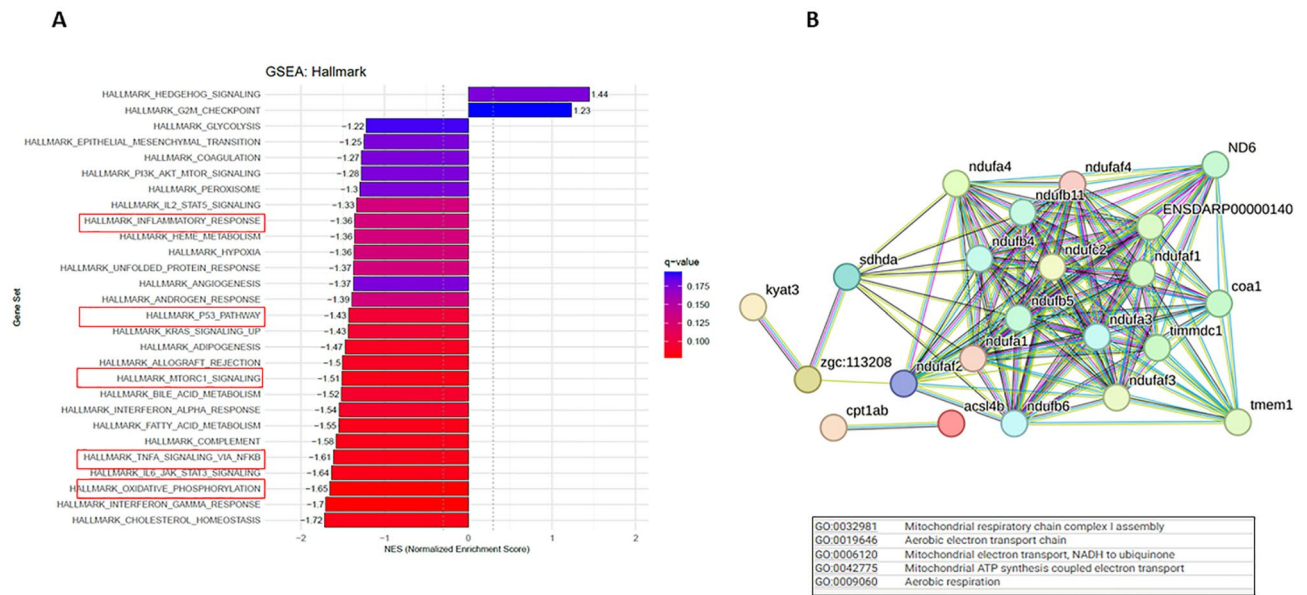 A
B
GSEA: Hallmark
HALLMARK_HEDGEHOG_SIGNALING 1.44
HALLMARK_G2M_CHECKPOINT 1.23
HALLMARK_GLYCOLYSIS −1.22
HALLMARK_EPITHELIAL_MESENCHYMAL_TRANSITION −1.25
HALLMARK_COAGULATION −1.27
HALLMARK_PI3K_AKT_MTOR_SIGNALING −1.28
HALLMARK_PEROXISOME −1.3
HALLMARK_IL2_STAT5_SIGNALING −1.33
HALLMARK_INFLAMMATORY_RESPONSE −1.36
HALLMARK_HEME_METABOLISM −1.36
HALLMARK_HYPOXIA −1.36
HALLMARK_UNFOLDED_PROTEIN_RESPONSE −1.37
HALLMARK_ANGIOGENESIS −1.37
HALLMARK_ANDROGEN_RESPONSE −1.39
HALLMARK_P53_PATHWAY −1.43
HALLMARK_KRAS_SIGNALING_UP −1.43
HALLMARK_ADIPOGENESIS −1.47
HALLMARK_ALLOGRAFT_REJECTION −1.5
HALLMARK_MTORC1_SIGNALING −1.51
HALLMARK_BILE_ACID_METABOLISM −1.52
HALLMARK_INTERFERON_ALPHA_RESPONSE −1.54
HALLMARK_FATTY_ACID_METABOLISM −1.55
HALLMARK_COMPLEMENT −1.58
HALLMARK_TNFA_SIGNALING_VIA_NFKB −1.61
HALLMARK_IL6_JAK_STAT3_SIGNALING −1.64
HALLMARK_OXIDATIVE_PHOSPHORYLATION −1.65
HALLMARK_INTERFERON_GAMMA_RESPONSE −1.7
HALLMARK_CHOLESTEROL_HOMEOSTASIS −1.72
Gene Set
−2 −1 0 1 2
NES (Normalized Enrichment Score)
q-value
0.175
0.150
0.125
0.100
ND6
ndufa4
ndufaf4
ndufb11
ENSDARP00000140
ndufb4
ndufc2
sdhda
ndufaf1
coa1
kyat3
ndufb5
ndufa3
timmdc1
ndufa1
zgc:113208
ndufaf2
ndufaf3
cpt1ab
acsl4b
ndufb6
tmem1
GO:0032981 Mitochondrial respiratory chain complex I assembly
GO:0019646 Aerobic electron transport chain
GO:0006120 Mitochondrial electron transport, NADH to ubiquinone
GO:0042775 Mitochondrial ATP synthesis coupled electron transport
GO:0009060 Aerobic respiration